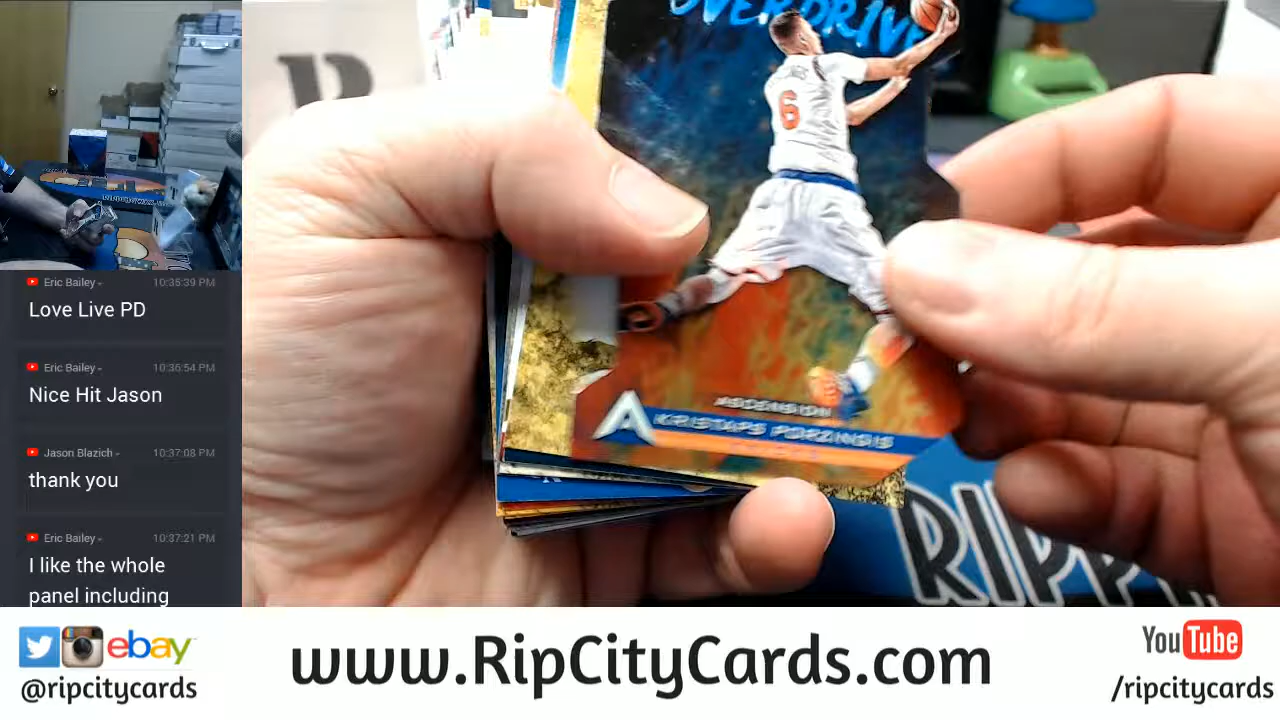 OVERDRIVE
6
ASCENSION
KRISTAPS PORZINGIS
RIPP
Eric Bailey 10:35:39 PM
Love Live PD
Eric Bailey 10:36:54 PM
Nice Hit Jason
Jason Blazich 10:37:08 PM
thank you
Eric Bailey 10:37:21 PM
I like the whole
panel including
ebay
@ripcitycards
www.RipCityCards.com
YouTube
/ripcitycards